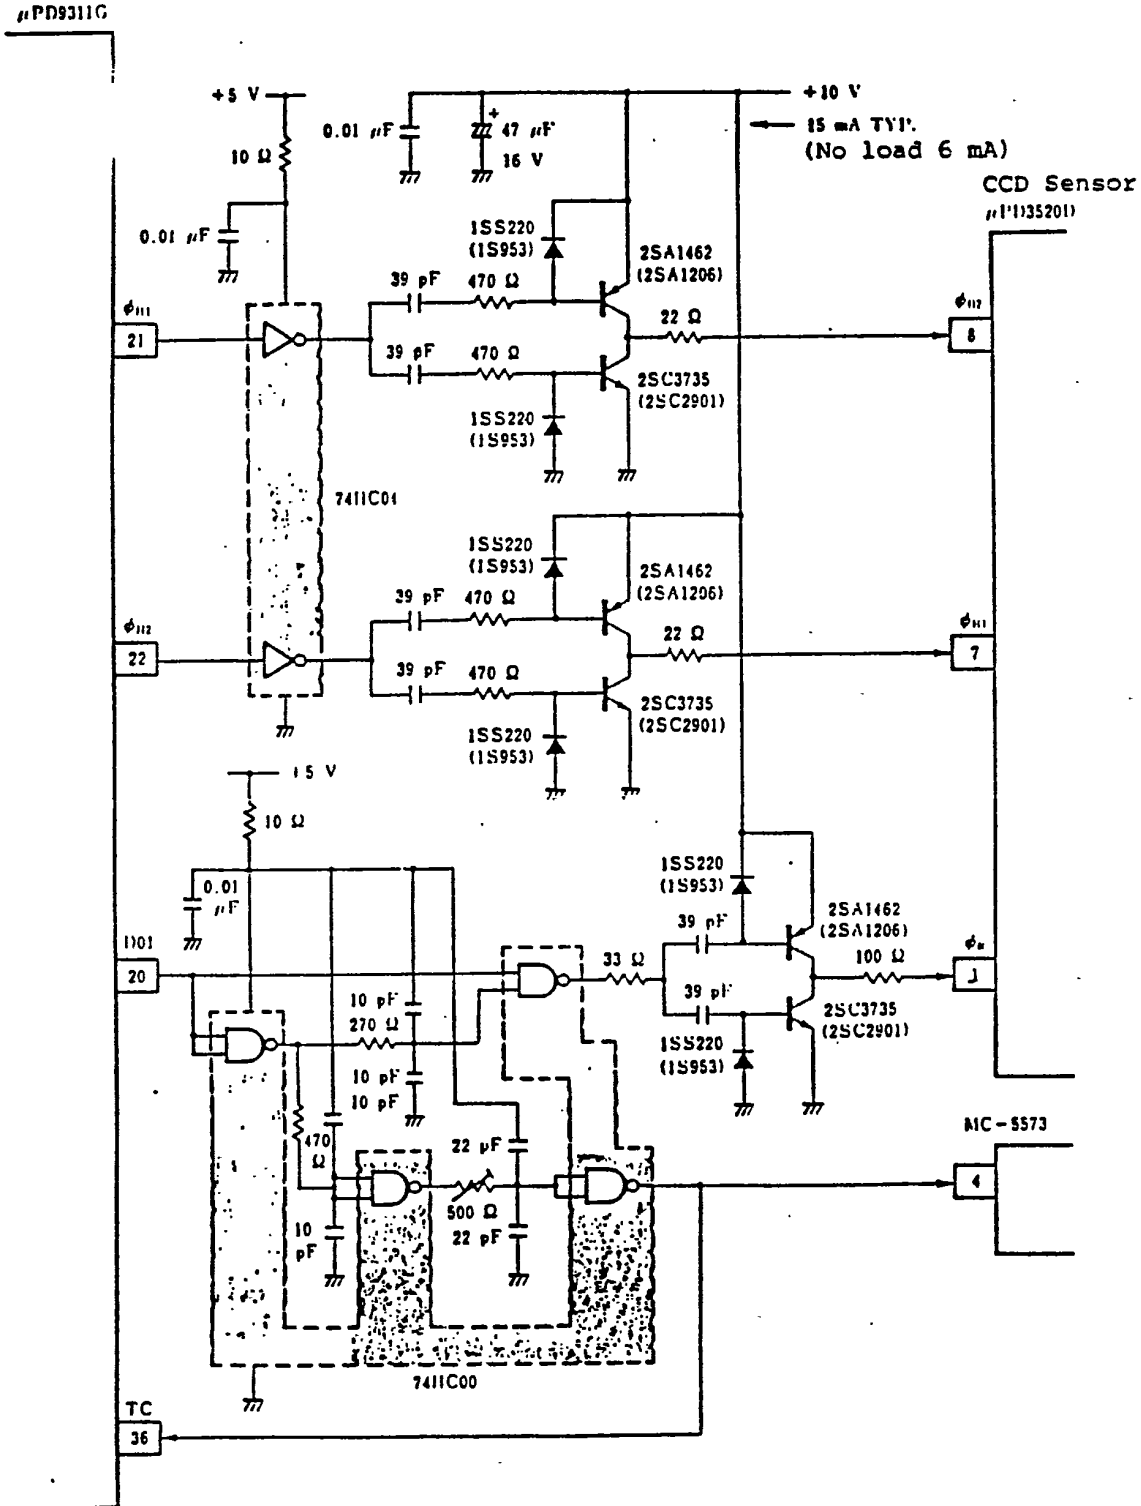 μPD9311G
+5 V
10 Ω
0.01 μF
0.01 μF
+
47 μF
16 V
+10 V
15 mA TYP.
(No load 6 mA)
CCD Sensor
μPD3520D
φH1
21
39 pF
470 Ω
1SS220
(1S953)
2SA1462
(2SA1206)
22 Ω
φH2
8
39 pF
470 Ω
1SS220
(1S953)
2SC3735
(2SC2901)
74HC04
φH2
22
39 pF
470 Ω
1SS220
(1S953)
2SA1462
(2SA1206)
22 Ω
φH1
7
39 pF
470 Ω
1SS220
(1S953)
2SC3735
(2SC2901)
+5 V
10 Ω
0.01
μF
20
10 pF
270 Ω
10 pF
10 pF
33 Ω
39 pF
39 pF
1SS220
(1S953)
2SA1462
(2SA1206)
100 Ω
1SS220
(1S953)
2SC3735
(2SC2901)
470
Ω
10
pF
500 Ω
22 pF
22 pF
MC-5573
4
74HC00
TC
36